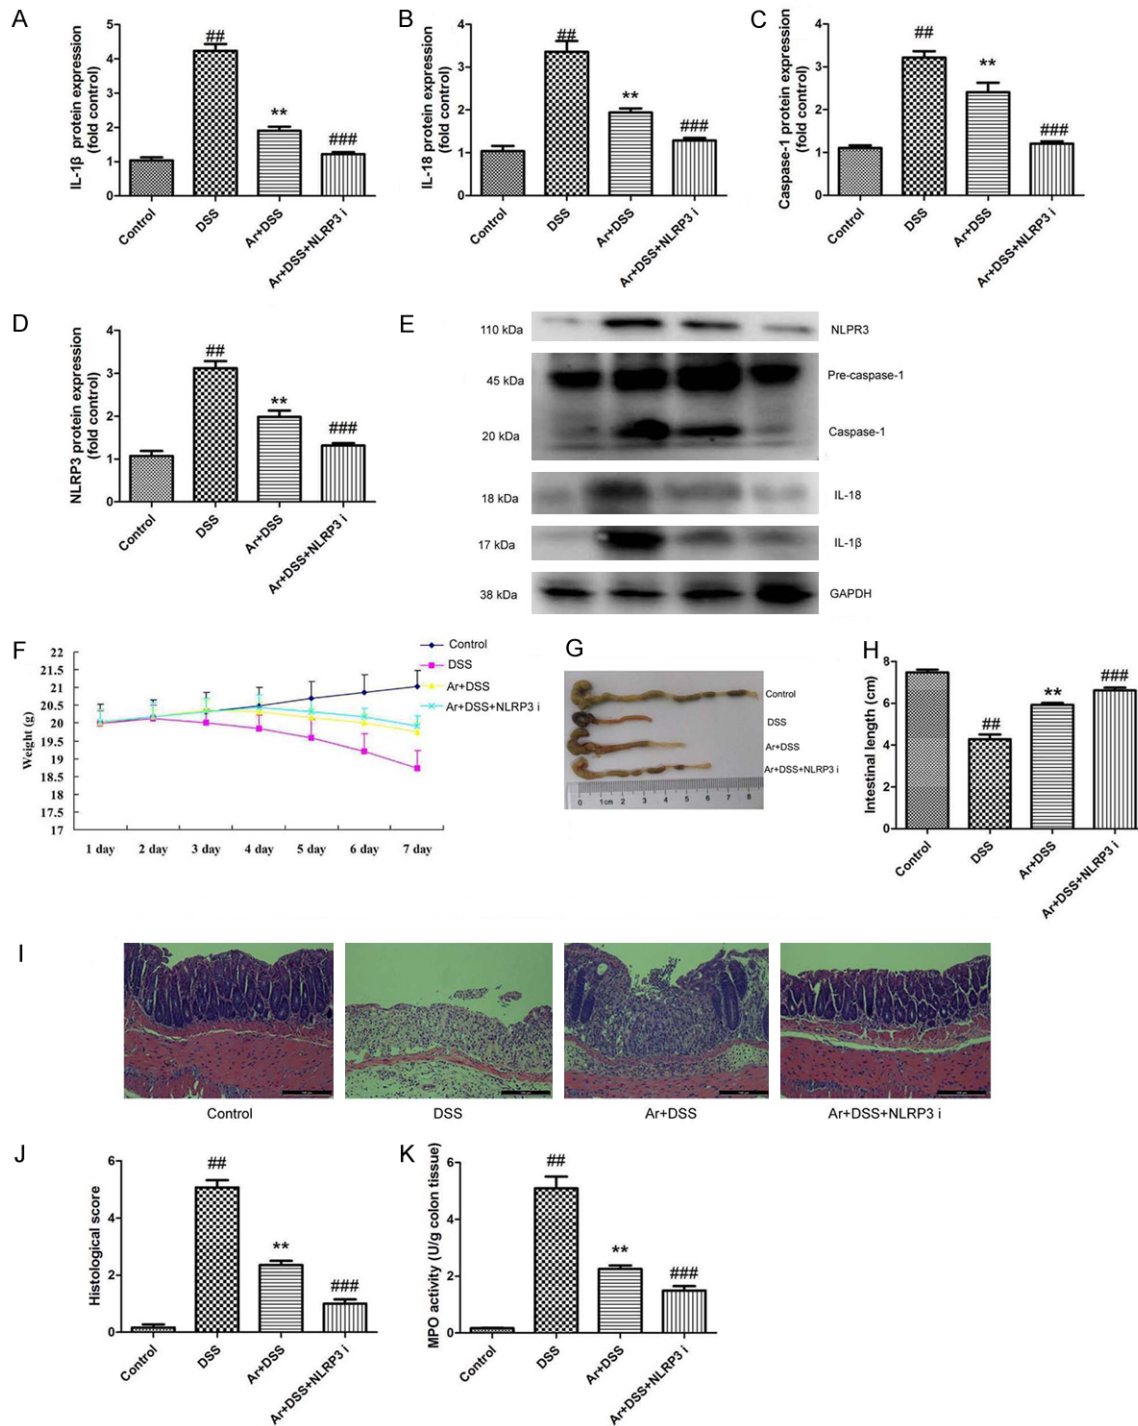 A
IL-1β protein expression
(fold control)
5
4
3
2
1
0
##
**
###
Control
DSS
Ar+DSS
Ar+DSS+NLRP3 i
B
IL-18 protein expression
(fold control)
4
3
2
1
0
##
**
###
Control
DSS
Ar+DSS
Ar+DSS+NLRP3 i
C
Caspase-1 protein expression
(fold control)
4
3
2
1
0
##
**
###
Control
DSS
Ar+DSS
Ar+DSS+NLRP3 i
D
NLRP3 protein expression
(fold control)
4
3
2
1
0
##
**
###
Control
DSS
Ar+DSS
Ar+DSS+NLRP3 i
E
110 kDa NLPR3
45 kDa Pre-caspase-1
20 kDa Caspase-1
18 kDa IL-18
17 kDa IL-1β
38 kDa GAPDH
F
Weight (g)
22
21.5
21
20.5
20
19.5
19
18.5
18
17.5
17
1 day 2 day 3 day 4 day 5 day 6 day 7 day
Control
DSS
Ar+DSS
Ar+DSS+NLRP3 i
G
Control
DSS
Ar+DSS
Ar+DSS+NLRP3 i
0 1cm 2 3 4 5 6 7 8
H
Intestinal length (cm)
8
6
4
2
0
##
**
###
Control
DSS
Ar+DSS
Ar+DSS+NLRP3 i
I
Control DSS Ar+DSS Ar+DSS+NLRP3 i
J
Histological score
6
4
2
0
##
**
###
Control
DSS
Ar+DSS
Ar+DSS+NLRP3 i
K
MPO activity (U/g colon tissue)
6
4
2
0
##
**
###
Control
DSS
Ar+DSS
Ar+DSS+NLRP3 i